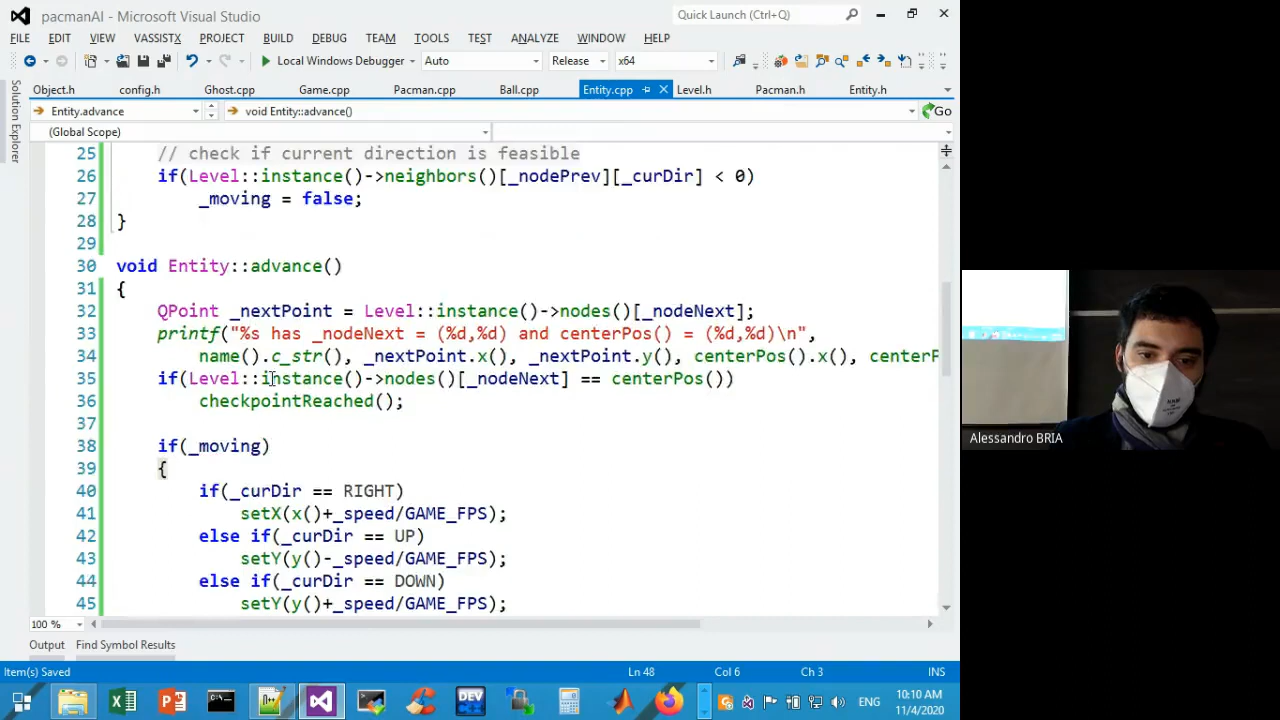 pacmanAI - Microsoft Visual Studio
Quick Launch (Ctrl+Q)
FILE EDIT VIEW VASSISTX PROJECT BUILD DEBUG TEAM TOOLS TEST ANALYZE WINDOW HELP
Local Windows Debugger Auto Release x64
Object.h config.h Ghost.cpp Game.cpp Pacman.cpp Ball.cpp Entity.cpp Level.h Pacman.h Entity.h
Entity.advance void Entity::advance() Go
(Global Scope)
Solution Explorer
25 // check if current direction is feasible
26 if(Level::instance()->neighbors()[_nodePrev][_curDir] < 0)
27 _moving = false;
28 }
29
30 void Entity::advance()
31 {
32 QPoint _nextPoint = Level::instance()->nodes()[_nodeNext];
33 printf("%s has _nodeNext = (%d,%d) and centerPos() = (%d,%d)\n",
34 name().c_str(), _nextPoint.x(), _nextPoint.y(), centerPos().x(), centerP
35 if(Level::instance()->nodes()[_nodeNext] == centerPos())
36 checkpointReached();
37
38 if(_moving)
39 {
40 if(_curDir == RIGHT)
41 setX(x()+_speed/GAME_FPS);
42 else if(_curDir == UP)
43 setY(y()-_speed/GAME_FPS);
44 else if(_curDir == DOWN)
45 setY(y()+_speed/GAME_FPS);
100 %
Output Find Symbol Results
Item(s) Saved Ln 48 Col 6 Ch 3 INS
DEV
ENG
10:10 AM
11/4/2020
Alessandro BRIA